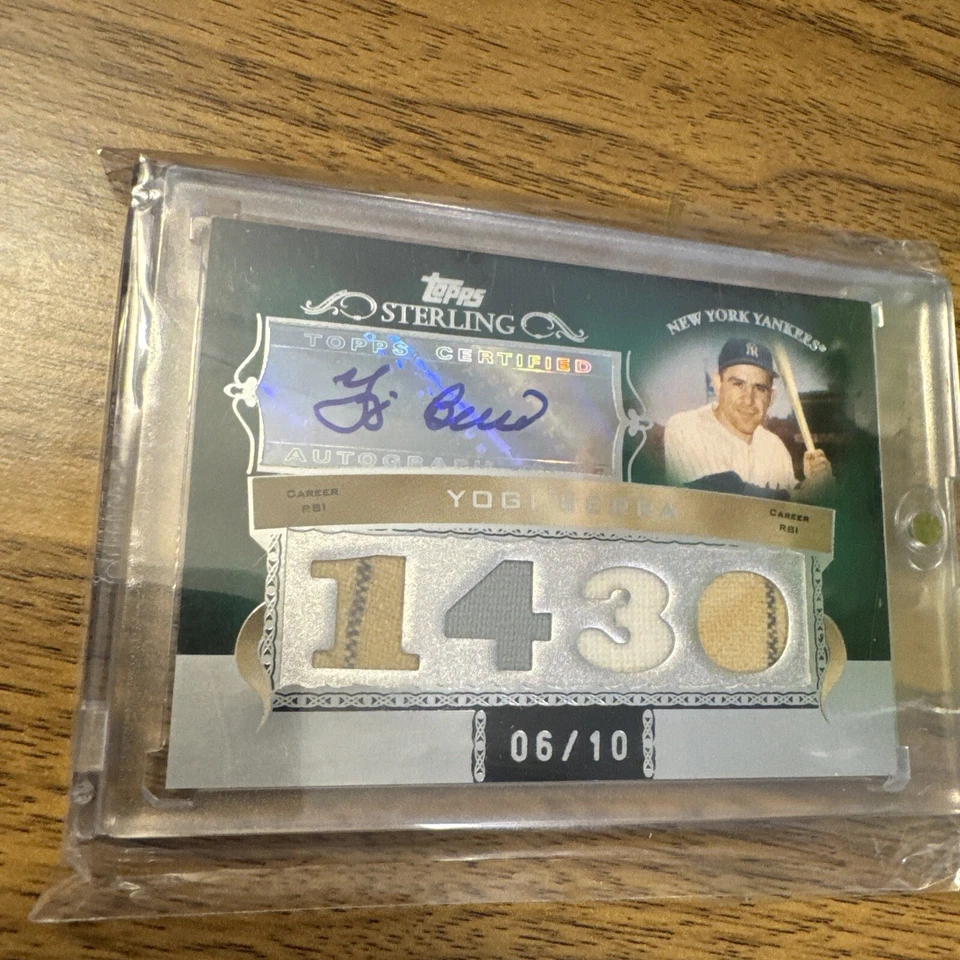 Topps
STERLING
NEW YORK YANKEES®
NY
TOPPS CERTIFIED
Yogi Berra
AUTOGRAPH
CAREER
RBI
YOGI BERRA
CAREER
RBI
1430
06/10